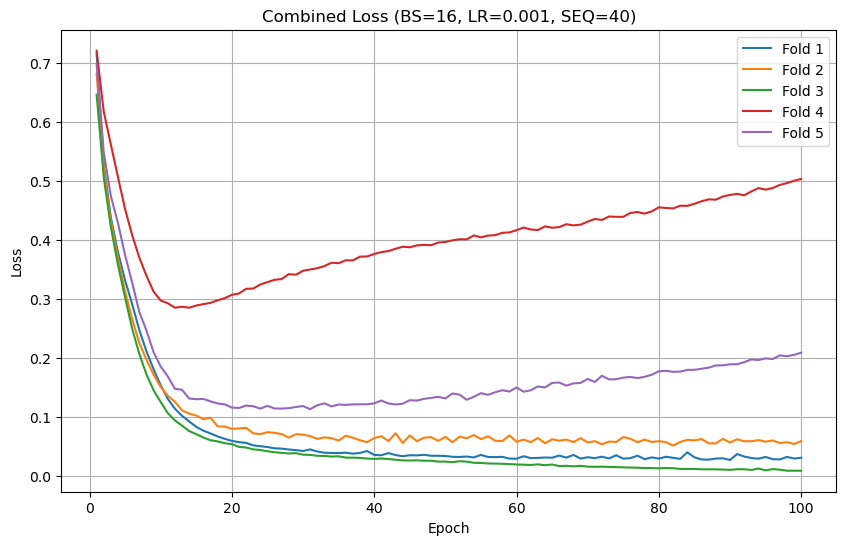 Combined Loss (BS=16, LR=0.001, SEQ=40)
Fold 1
Fold 2
Fold 3
Fold 4
Fold 5
Loss
0.7
0.6
0.5
0.4
0.3
0.2
0.1
0.0
0 20 40 60 80 100
Epoch